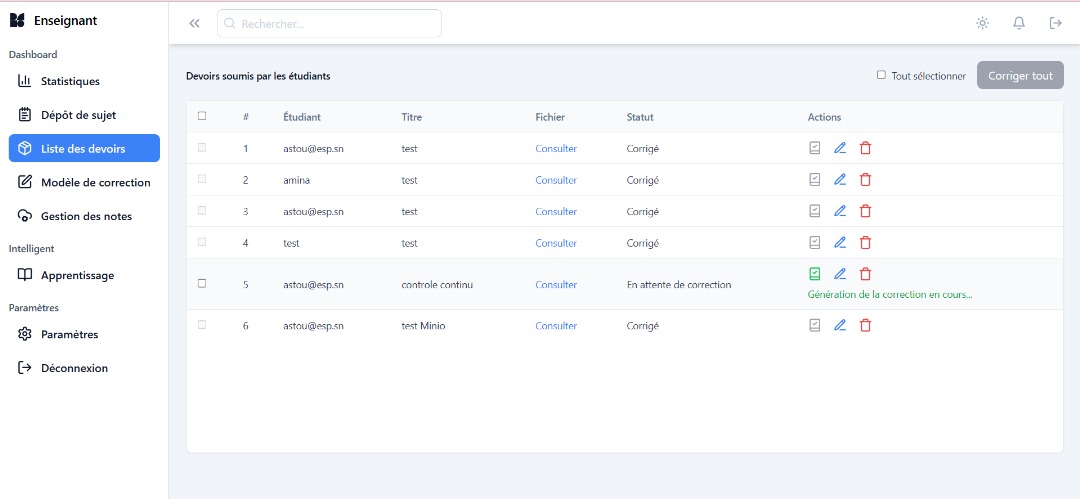 Enseignant
Rechercher...
Dashboard
Statistiques
Dépôt de sujet
Liste des devoirs
Modèle de correction
Gestion des notes
Intelligent
Apprentissage
Paramètres
Paramètres
Déconnexion
Devoirs soumis par les étudiants
Tout sélectionner
Corriger tout
# Étudiant Titre Fichier Statut Actions
1 astou@esp.sn test Consulter Corrigé
2 amina test Consulter Corrigé
3 astou@esp.sn test Consulter Corrigé
4 test test Consulter Corrigé
5 astou@esp.sn controle continu Consulter En attente de correction
Génération de la correction en cours...
6 astou@esp.sn test Minio Consulter Corrigé